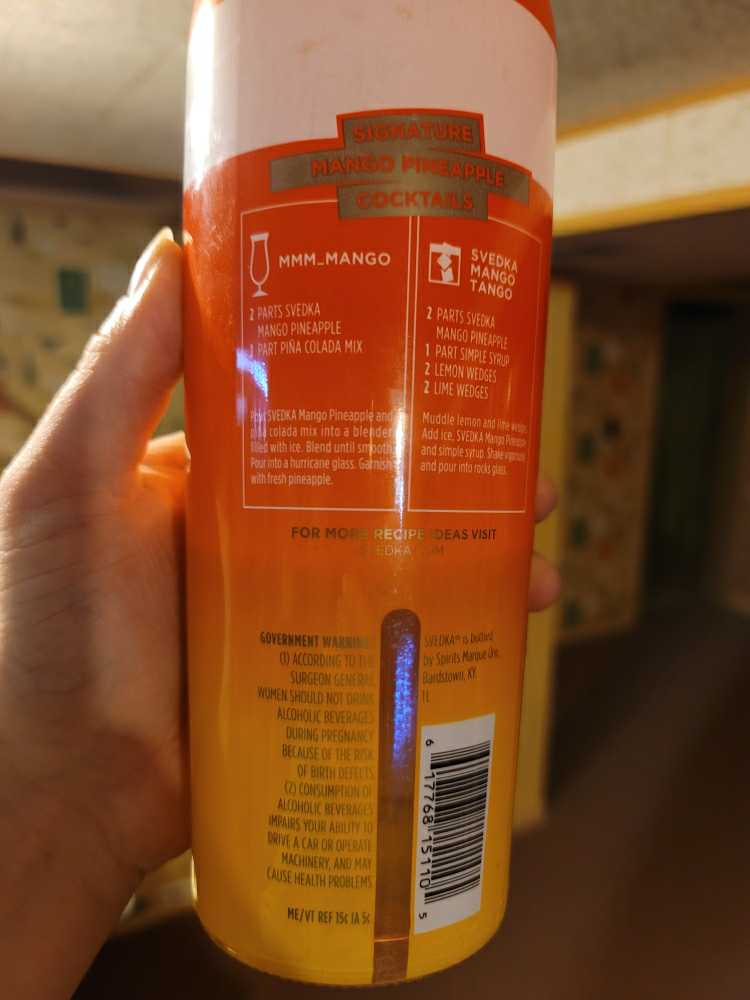 SIGNATURE
MANGO PINEAPPLE
COCKTAILS
MMM_MANGO
2 PARTS SVEDKA
MANGO PINEAPPLE
1 PART PIÑA COLADA MIX
Pour SVEDKA Mango Pineapple and
piña colada mix into a blender
filled with ice. Blend until smooth.
Pour into a hurricane glass. Garnish
with fresh pineapple.
SVEDKA
MANGO
TANGO
2 PARTS SVEDKA
MANGO PINEAPPLE
1 PART SIMPLE SYRUP
2 LEMON WEDGES
2 LIME WEDGES
Muddle lemon and lime wedges.
Add ice, SVEDKA Mango Pineapple
and simple syrup. Shake vigorously
and pour into rocks glass.
FOR MORE RECIPE IDEAS VISIT
SVEDKA.COM
GOVERNMENT WARNING:
(1) ACCORDING TO THE
SURGEON GENERAL
WOMEN SHOULD NOT DRINK
ALCOHOLIC BEVERAGES
DURING PREGNANCY
BECAUSE OF THE RISK
OF BIRTH DEFECTS.
(2) CONSUMPTION OF
ALCOHOLIC BEVERAGES
IMPAIRS YOUR ABILITY TO
DRIVE A CAR OR OPERATE
MACHINERY, AND MAY
CAUSE HEALTH PROBLEMS.
ME/VT REF 15¢ IA 5¢
SVEDKA™ is bottled
by Spirits Marque One,
Bardstown, KY
1L
6 17768 15110 5